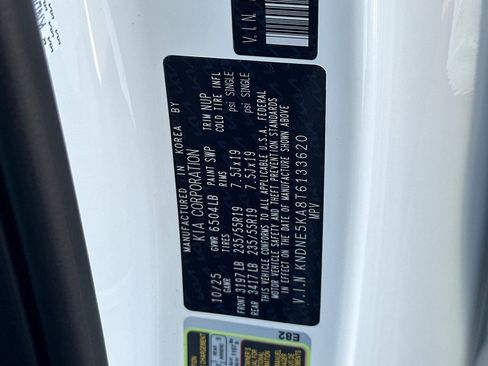 V.I.N.
MANUFACTURED IN KOREA BY
KIA CORPORATION
10/25 GVWR 6504LB PAINT SWP TRIM NUP
GAWR TIRES RIMS COLD TIRE INFL
FRONT 3197LB 235/55R19 7.5Jx19 psi SINGLE
REAR 3417LB 235/55R19 7.5Jx19 psi SINGLE
THIS VEHICLE CONFORMS TO ALL APPLICABLE U.S.A. FEDERAL
MOTOR VEHICLE SAFETY AND THEFT PREVENTION STANDARDS
IN EFFECT ON THE DATE OF MANUFACTURE SHOWN ABOVE
MPV
V.I.N KNDNE5KA8T6133620
E82